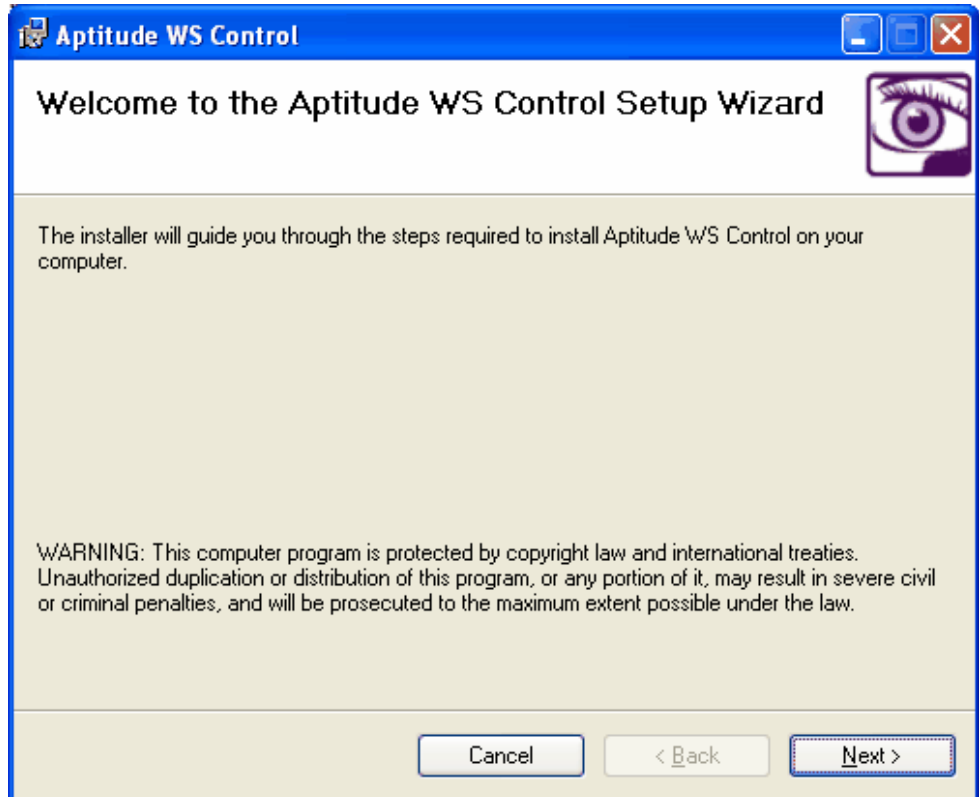 Aptitude WS Control
Welcome to the Aptitude WS Control Setup Wizard
The installer will guide you through the steps required to install Aptitude WS Control on your
computer.
WARNING: This computer program is protected by copyright law and international treaties.
Unauthorized duplication or distribution of this program, or any portion of it, may result in severe civil
or criminal penalties, and will be prosecuted to the maximum extent possible under the law.
Cancel
< Back
Next >